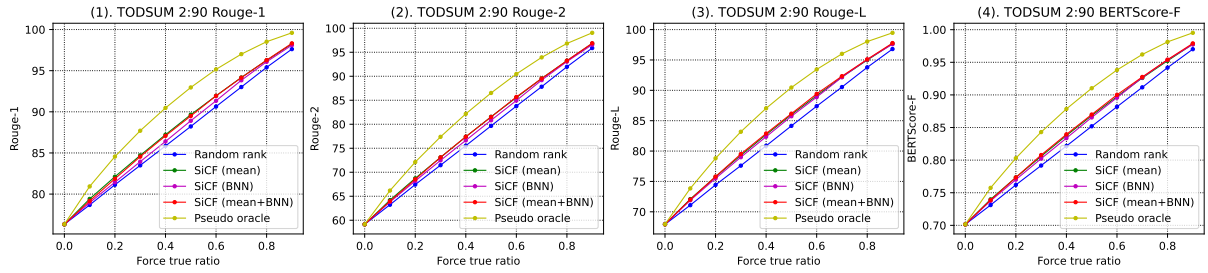 (1). TODSUM 2:90 Rouge-1
Rouge-1
100
95
90
85
80
Random rank
SiCF (mean)
SiCF (BNN)
SiCF (mean+BNN)
Pseudo oracle
0.0 0.2 0.4 0.6 0.8
Force true ratio
(2). TODSUM 2:90 Rouge-2
Rouge-2
100
95
90
85
80
75
70
65
60
Random rank
SiCF (mean)
SiCF (BNN)
SiCF (mean+BNN)
Pseudo oracle
0.0 0.2 0.4 0.6 0.8
Force true ratio
(3). TODSUM 2:90 Rouge-L
Rouge-L
100
95
90
85
80
75
70
Random rank
SiCF (mean)
SiCF (BNN)
SiCF (mean+BNN)
Pseudo oracle
0.0 0.2 0.4 0.6 0.8
Force true ratio
(4). TODSUM 2:90 BERTScore-F
BERTScore-F
1.00
0.95
0.90
0.85
0.80
0.75
0.70
Random rank
SiCF (mean)
SiCF (BNN)
SiCF (mean+BNN)
Pseudo oracle
0.0 0.2 0.4 0.6 0.8
Force true ratio